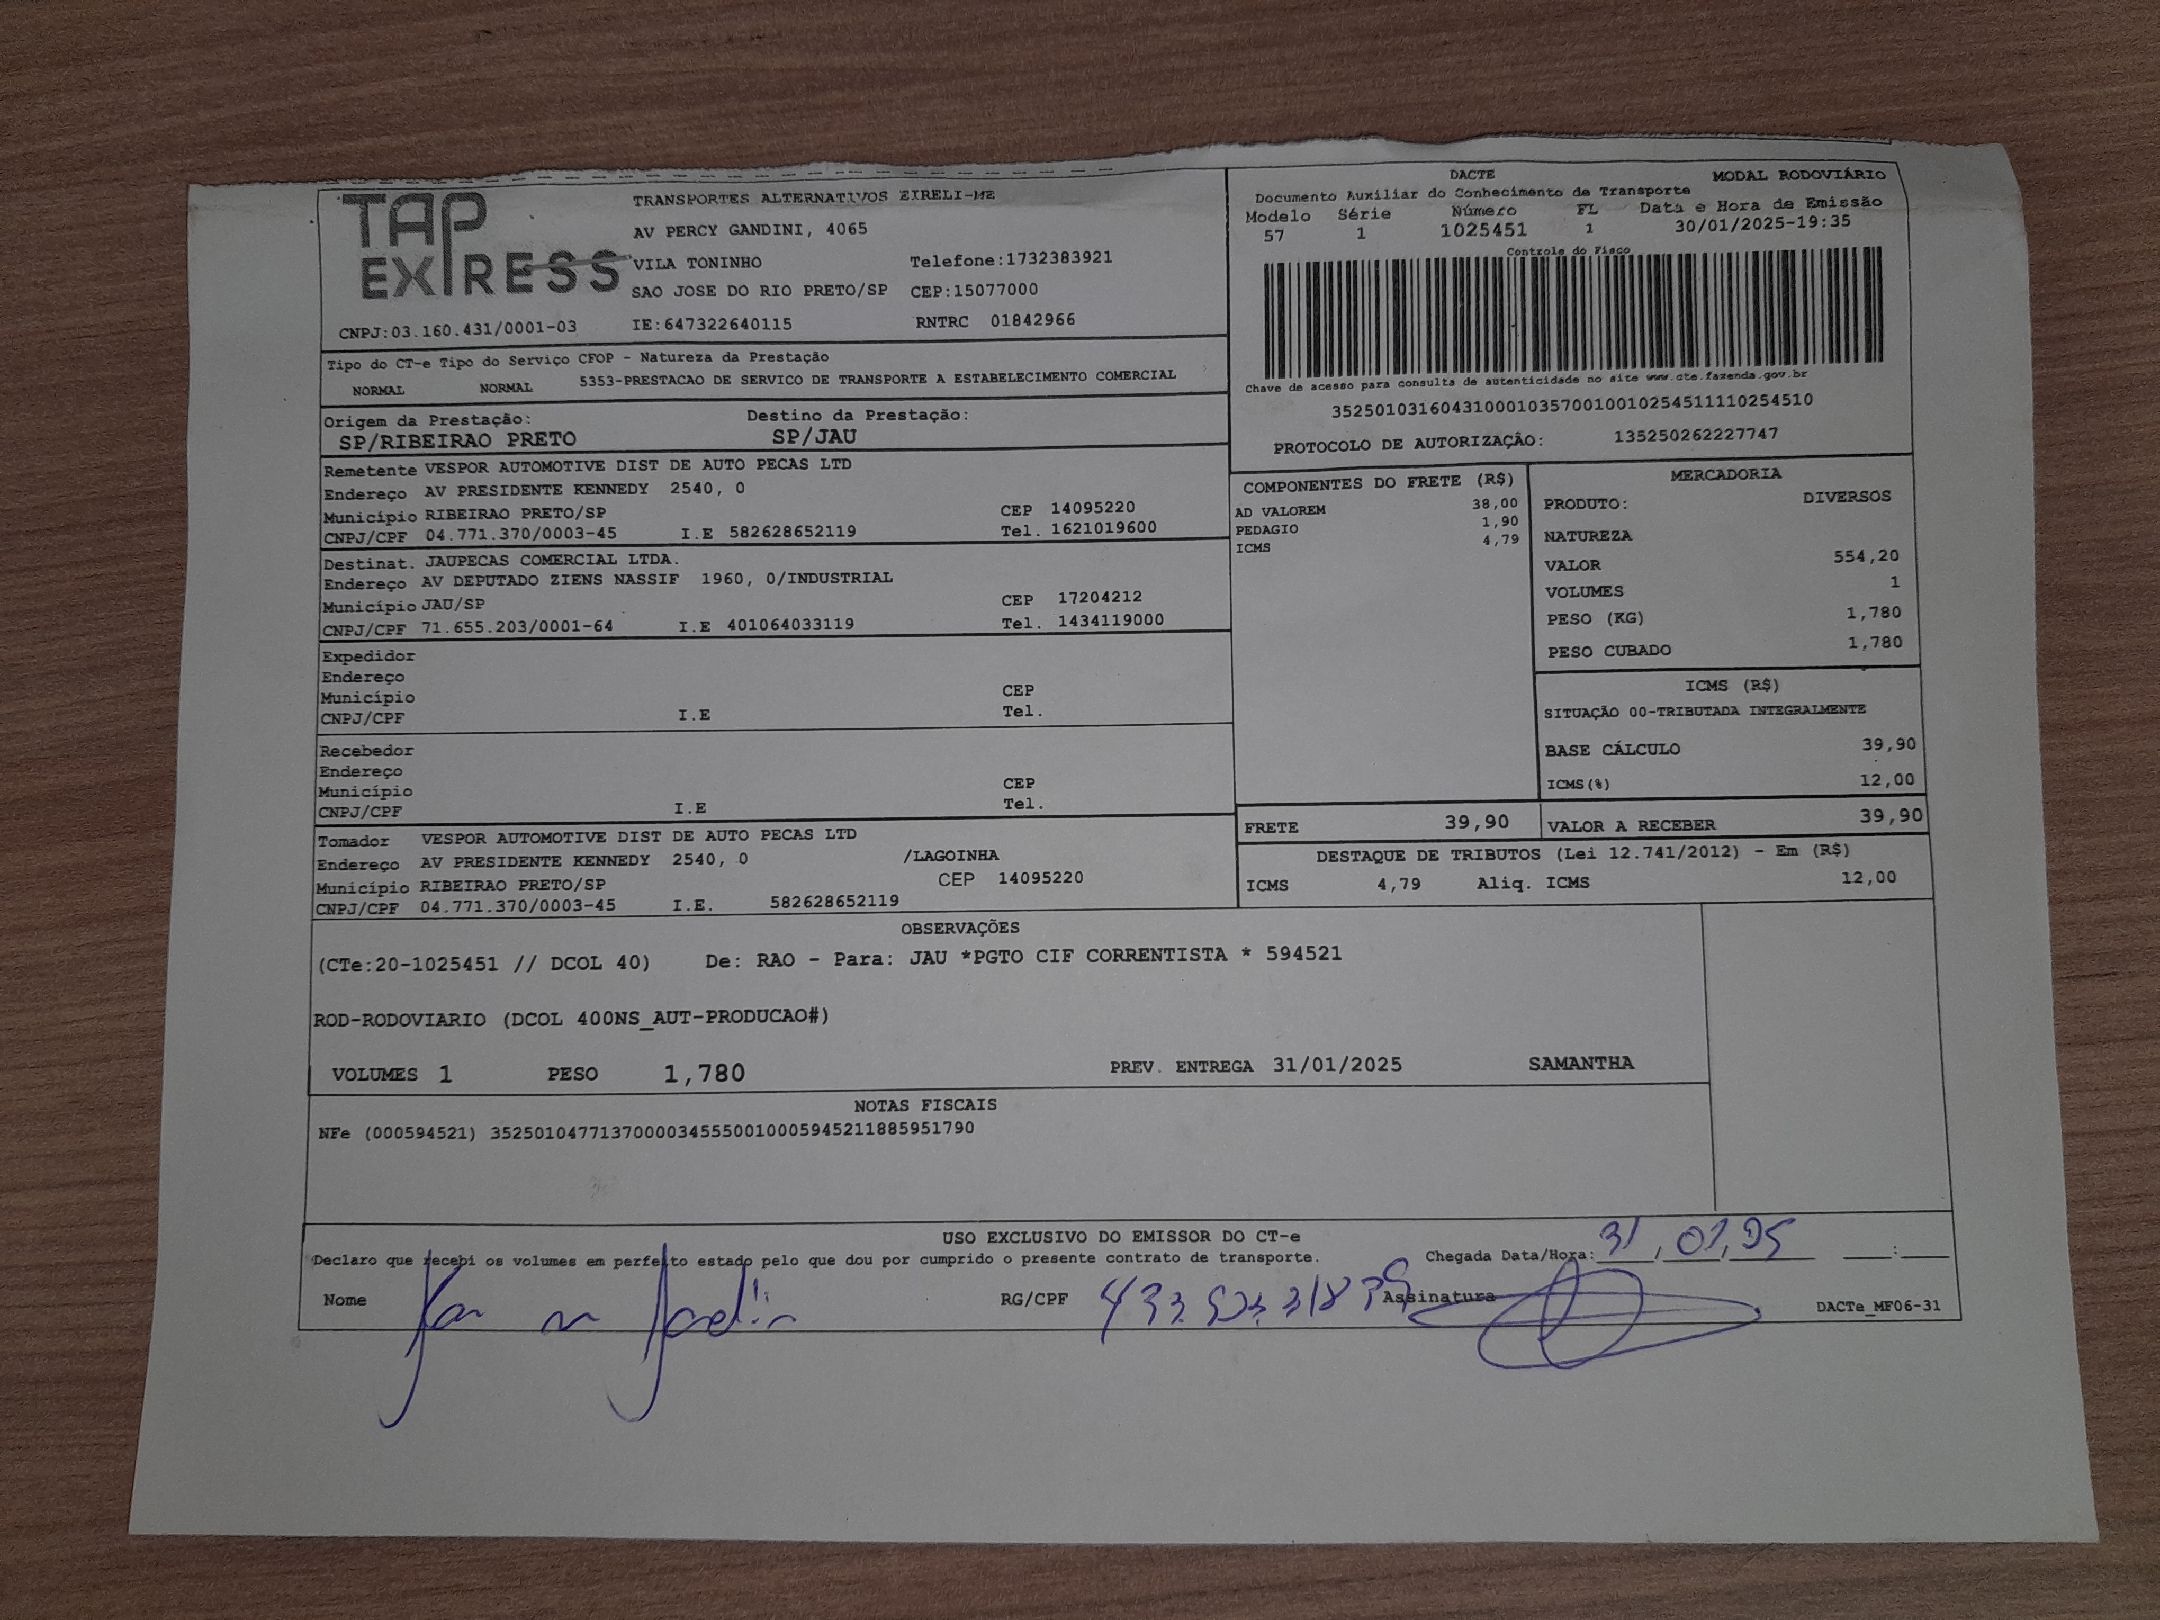 TAP
EXPRESS
TRANSPORTES ALTERNATIVOS EIRELI-ME
AV PERCY GANDINI, 4065
VILA TONINHO Telefone:1732383921
SAO JOSE DO RIO PRETO/SP CEP:15077000
CNPJ:03.160.431/0001-03 IE:647322640115 RNTRC 01842966
DACTE MODAL RODOVIÁRIO
Documento Auxiliar do Conhecimento de Transporte
Modelo Série Número FL Data e Hora de Emissão
57 1 1025451 1 30/01/2025-19:35
Controle do Fisco
Chave de acesso para consulta de autenticidade no site www.cte.fazenda.gov.br
35250103160431000103570010010254511110254510
PROTOCOLO DE AUTORIZAÇÃO: 135250262227747
Tipo do CT-e Tipo do Serviço CFOP - Natureza da Prestação
NORMAL NORMAL 5353-PRESTACAO DE SERVICO DE TRANSPORTE A ESTABELECIMENTO COMERCIAL
Origem da Prestação: Destino da Prestação:
SP/RIBEIRAO PRETO SP/JAU
Remetente VESPOR AUTOMOTIVE DIST DE AUTO PECAS LTD
Endereço AV PRESIDENTE KENNEDY 2540, 0
Município RIBEIRAO PRETO/SP CEP 14095220
CNPJ/CPF 04.771.370/0003-45 I.E 582628652119 Tel. 1621019600
Destinat. JAUPECAS COMERCIAL LTDA.
Endereço AV DEPUTADO ZIENS NASSIF 1960, 0/INDUSTRIAL
Município JAU/SP CEP 17204212
CNPJ/CPF 71.655.203/0001-64 I.E 401064033119 Tel. 1434119000
Expedidor
Endereço
Município CEP
CNPJ/CPF I.E Tel.
Recebedor
Endereço
Município CEP
CNPJ/CPF I.E Tel.
Tomador VESPOR AUTOMOTIVE DIST DE AUTO PECAS LTD
Endereço AV PRESIDENTE KENNEDY 2540, 0 /LAGOINHA
Município RIBEIRAO PRETO/SP CEP 14095220
CNPJ/CPF 04.771.370/0003-45 I.E. 582628652119
COMPONENTES DO FRETE (R$)
AD VALOREM 38,00
PEDAGIO 1,90
ICMS 4,79
MERCADORIA
PRODUTO: DIVERSOS
NATUREZA
VALOR 554,20
VOLUMES 1
PESO (KG) 1,780
PESO CUBADO 1,780
ICMS (R$)
SITUAÇÃO 00-TRIBUTADA INTEGRALMENTE
BASE CÁLCULO 39,90
ICMS(%) 12,00
FRETE 39,90 VALOR A RECEBER 39,90
DESTAQUE DE TRIBUTOS (Lei 12.741/2012) - Em (R$)
ICMS 4,79 Aliq. ICMS 12,00
OBSERVAÇÕES
(CTe:20-1025451 // DCOL 40) De: RAO - Para: JAU *PGTO CIF CORRENTISTA * 594521
ROD-RODOVIARIO (DCOL 400NS_AUT-PRODUCAO#)
VOLUMES 1 PESO 1,780 PREV. ENTREGA 31/01/2025 SAMANTHA
NOTAS FISCAIS
NFe (000594521) 35250104771370000345550010005945211885951790
USO EXCLUSIVO DO EMISSOR DO CT-e
Declaro que recebi os volumes em perfeito estado pelo que dou por cumprido o presente contrato de transporte. Chegada Data/Hora: 31/01/ :
Nome RG/CPF Assinatura DACTe_MF06-31